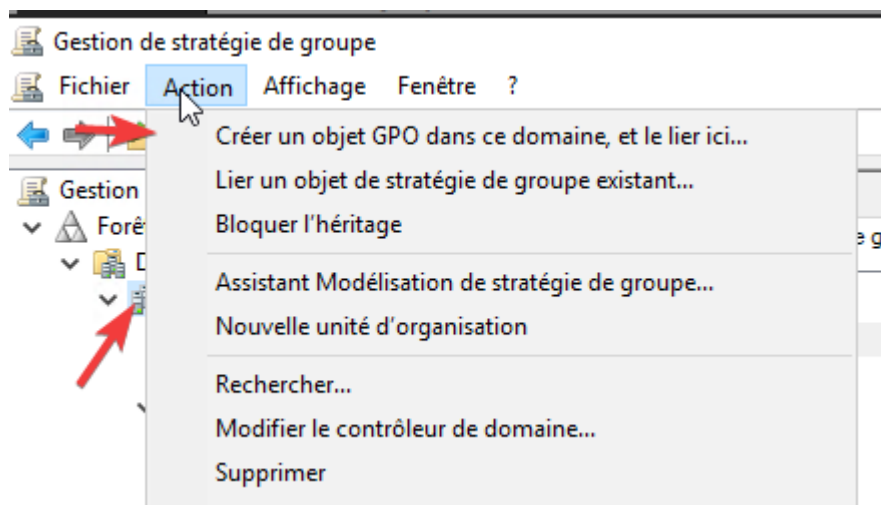 Gestion de stratégie de groupe
Fichier Action Affichage Fenêtre ?
Créer un objet GPO dans ce domaine, et le lier ici...
Lier un objet de stratégie de groupe existant...
Gestion
Forê
Bloquer l'héritage
Assistant Modélisation de stratégie de groupe...
Nouvelle unité d'organisation
Rechercher...
Modifier le contrôleur de domaine...
Supprimer